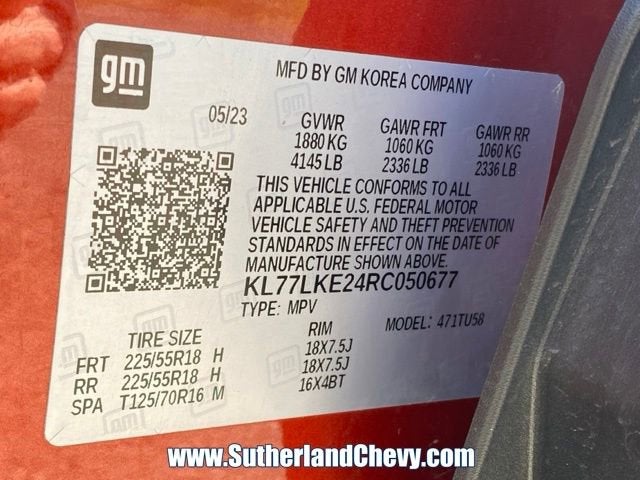 gm
MFD BY GM KOREA COMPANY
05/23
GVWR GAWR FRT GAWR RR
1880 KG 1060 KG 1060 KG
4145 LB 2336 LB 2336 LB
THIS VEHICLE CONFORMS TO ALL
APPLICABLE U.S. FEDERAL MOTOR
VEHICLE SAFETY AND THEFT PREVENTION
STANDARDS IN EFFECT ON THE DATE OF
MANUFACTURE SHOWN ABOVE.
KL77LKE24RC050677
TYPE: MPV
MODEL: 471TU58
TIRE SIZE RIM
FRT 225/55R18 H 18X7.5J
RR 225/55R18 H 18X7.5J
SPA T125/70R16 M 16X4BT
www.SutherlandChevy.com